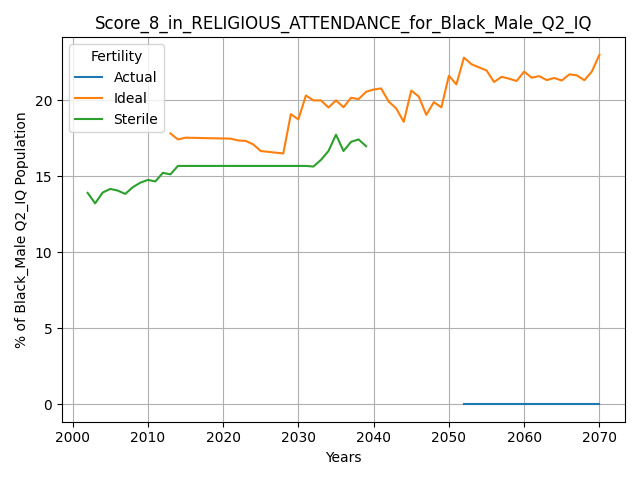 Score_8_in_RELIGIOUS_ATTENDANCE_for_Black_Male_Q2_IQ
Fertility
Actual
Ideal
Sterile
% of Black_Male Q2_IQ Population
20
15
10
5
0
2000 2010 2020 2030 2040 2050 2060 2070
Years